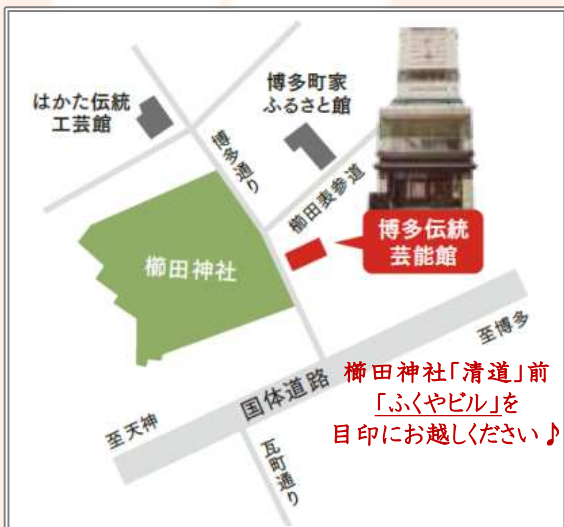 はかた伝統
工芸館
博多町家
ふるさと館
博多通り
櫛田表参道
博多伝統
芸能館
櫛田神社
至博多
国体道路
至天神
瓦町通り
櫛田神社「清道」前
「ふくやビル」を
目印にお越しください♪